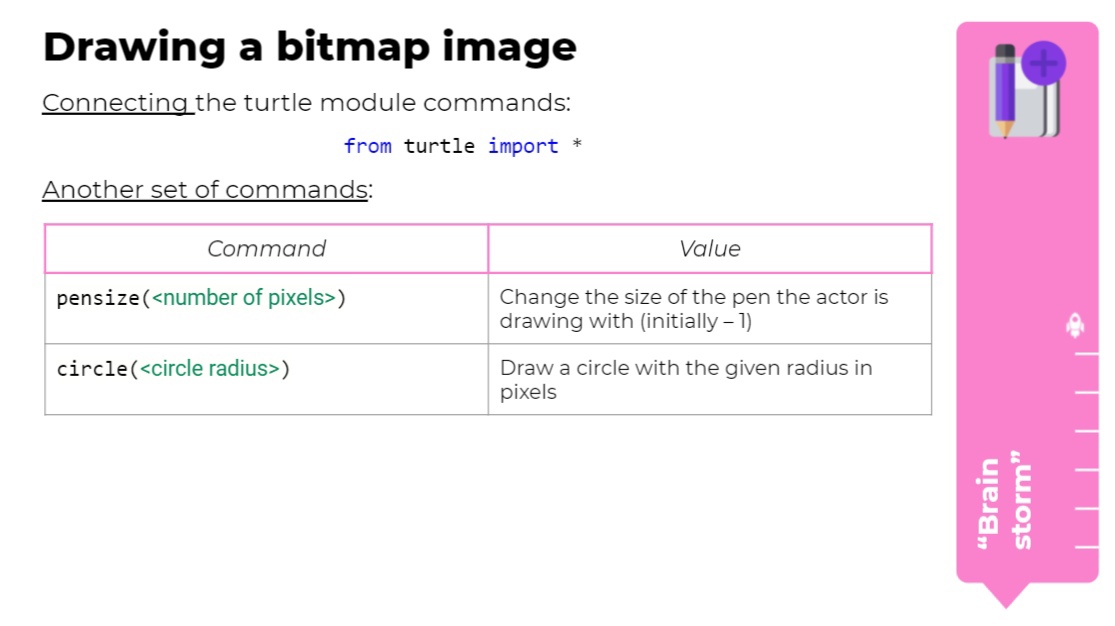 Drawing a bitmap image
Connecting the turtle module commands:
from turtle import *
Another set of commands:
Command
Value
pensize(<number of pixels>)
Change the size of the pen the actor is
drawing with (initially – 1)
circle(<circle radius>)
Draw a circle with the given radius in
pixels
“Brain
storm”